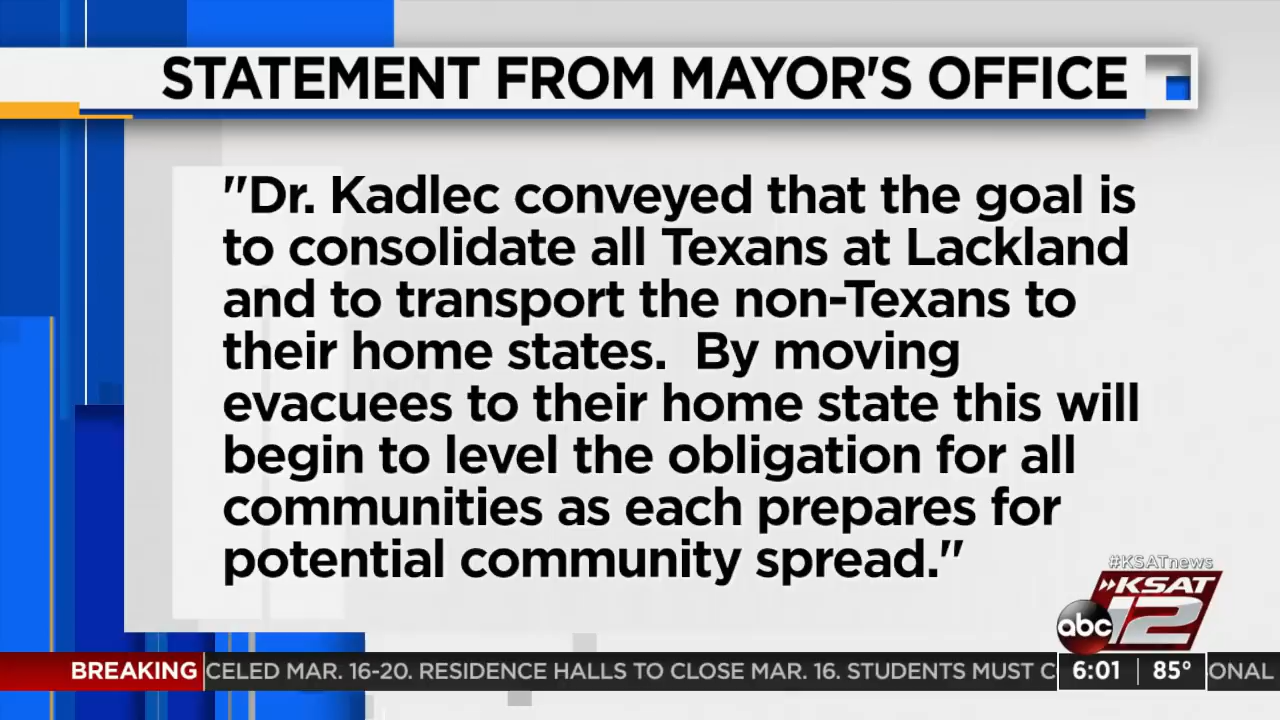 STATEMENT FROM MAYOR'S OFFICE
"Dr. Kadlec conveyed that the goal is
to consolidate all Texans at Lackland
and to transport the non-Texans to
their home states.  By moving
evacuees to their home state this will
begin to level the obligation for all
communities as each prepares for
potential community spread."
#KSATnews
KSAT
abc 12
BREAKING CELED MAR. 16-20. RESIDENCE HALLS TO CLOSE MAR. 16. STUDENTS MUST C 6:01 85° ONAL